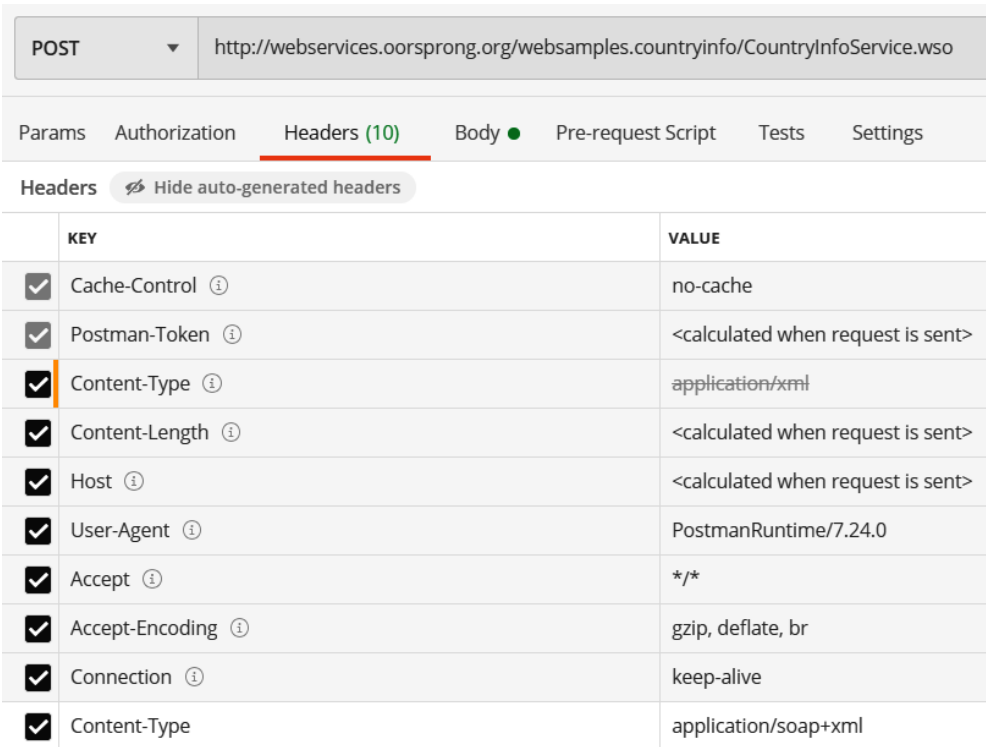 POST http://webservices.oorsprong.org/websamples.countryinfo/CountryInfoService.wso
Params Authorization Headers (10) Body Pre-request Script Tests Settings
Headers Hide auto-generated headers
KEY VALUE
Cache-Control no-cache
Postman-Token <calculated when request is sent>
Content-Type application/xml
Content-Length <calculated when request is sent>
Host <calculated when request is sent>
User-Agent PostmanRuntime/7.24.0
Accept */*
Accept-Encoding gzip, deflate, br
Connection keep-alive
Content-Type application/soap+xml